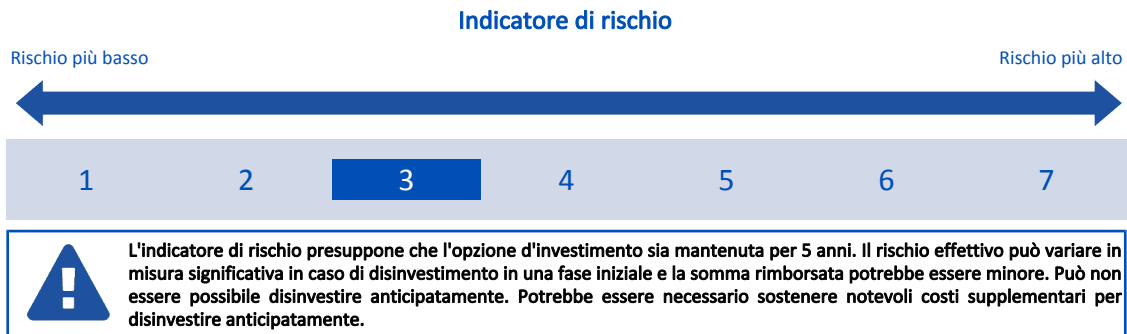 Indicatore di rischio
Rischio più basso
Rischio più alto
1 2 3 4 5 6 7
L'indicatore di rischio presuppone che l'opzione d'investimento sia mantenuta per 5 anni. Il rischio effettivo può variare in
misura significativa in caso di disinvestimento in una fase iniziale e la somma rimborsata potrebbe essere minore. Può non
essere possibile disinvestire anticipatamente. Potrebbe essere necessario sostenere notevoli costi supplementari per
disinvestire anticipatamente.